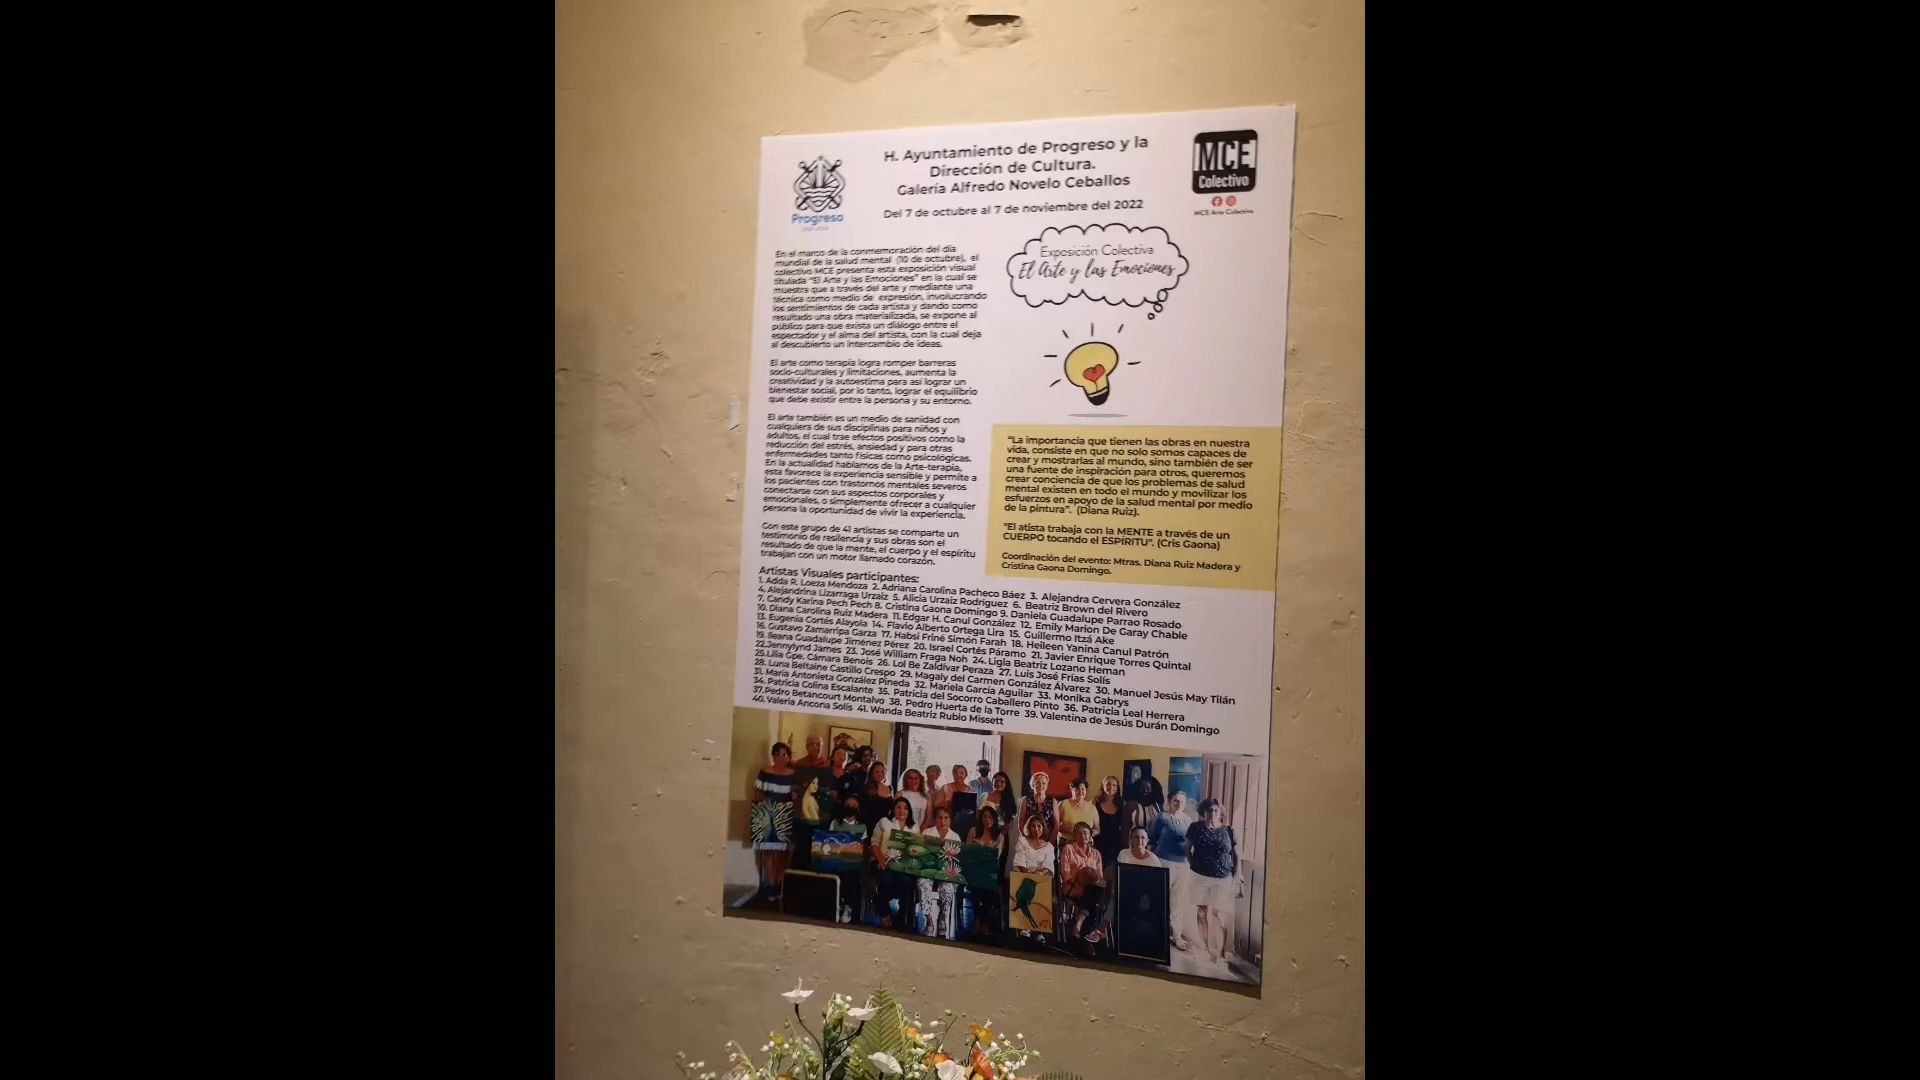 H. Ayuntamiento de Progreso y la
Dirección de Cultura.
Galería Alfredo Novelo Ceballos
Del 7 de octubre al 7 de noviembre del 2022
Progreso
MCE
Colectivo
MCE Arte Colectivo
En el marco de la conmemoración del día
mundial de la salud mental (10 de octubre), el
colectivo MCE presenta esta exposición visual
titulada "El Arte y las Emociones" en la cual se
muestra que a través del arte y mediante una
técnica como medio de expresión, involucrando
los sentimientos de cada artista y dando como
resultado una obra materializada, se expone al
público para que exista un diálogo entre el
espectador y el alma del artista, con la cual deja
al descubierto un intercambio de ideas.
El arte como terapia logra romper barreras
socio-culturales y limitaciones, aumenta la
creatividad y la autoestima para así lograr un
bienestar social, por lo tanto, lograr el equilibrio
que debe existir entre la persona y su entorno.
El arte también es un medio de sanidad con
cualquiera de sus disciplinas para niños y
adultos, el cual trae efectos positivos como la
reducción del estrés, ansiedad y para otras
enfermedades tanto físicas como psicológicas.
En la actualidad hablamos de la Arte-terapia,
esta favorece la experiencia sensible y permite a
los pacientes con trastornos mentales severos
conectarse con sus aspectos corporales y
emocionales, o simplemente ofrecer a cualquier
persona la oportunidad de vivir la experiencia.
Con este grupo de 41 artistas se comparte un
testimonio de resilencia y sus obras son el
resultado de que la mente, el cuerpo y el espíritu
trabajan con un motor llamado corazón.
Exposición Colectiva
El Arte y las Emociones
"La importancia que tienen las obras en nuestra
vida, consiste en que no solo somos capaces de
crear y mostrarlas al mundo, sino también de ser
una fuente de inspiración para otros, queremos
crear conciencia de que los problemas de salud
mental existen en todo el mundo y movilizar los
esfuerzos en apoyo de la salud mental por medio
de la pintura". (Diana Ruíz).
"El atista trabaja con la MENTE a través de un
CUERPO tocando el ESPÍRITU". (Cris Gaona)
Coordinación del evento: Mtras. Diana Ruiz Madera y
Cristina Gaona Domingo.
Artistas Visuales participantes:
1. Adda R. Loeza Mendoza 2. Adriana Carolina Pacheco Báez 3. Alejandra Cervera González
4. Alejandrina Lizarraga Urzaiz 5. Alicia Urzaiz Rodríguez 6. Beatriz Brown del Rivero
7. Candy Karina Pech Pech 8. Cristina Gaona Domingo 9. Daniela Guadalupe Parrao Rosado
10. Diana Carolina Ruíz Madera 11. Edgar H. Canul González 12. Emily Marion De Garay Chable
13. Eugenia Cortés Alayola 14. Flavio Alberto Ortega Lira 15. Guillermo Itzá Ake
16. Gustavo Zamarripa Garza 17. Habsi Friné Simón Farah 18. Heileen Yanina Canul Patrón
19. Ileana Guadalupe Jiménez Pérez 20. Israel Cortés Páramo 21. Javier Enrique Torres Quintal
22.Jennylynd James 23. José William Fraga Noh 24. Ligia Beatriz Lozano Heman
25.Lilia Gpe. Cámara Benois 26. Lol Be Zaldívar Peraza 27. Luis José Frías Solís
28. Luna Beltaine Castillo Crespo 29. Magaly del Carmen González Álvarez 30. Manuel Jesús May Tilán
31. María Antonieta González Pineda 32. Mariela García Aguilar 33. Monika Gabrys
34. Patricia Colina Escalante 35. Patricia del Socorro Caballero Pinto 36. Patricia Leal Herrera
37.Pedro Betancourt Montalvo 38. Pedro Huerta de la Torre 39. Valentina de Jesús Durán Domingo
40.Valeria Ancona Solís 41. Wanda Beatriz Rubio Missett